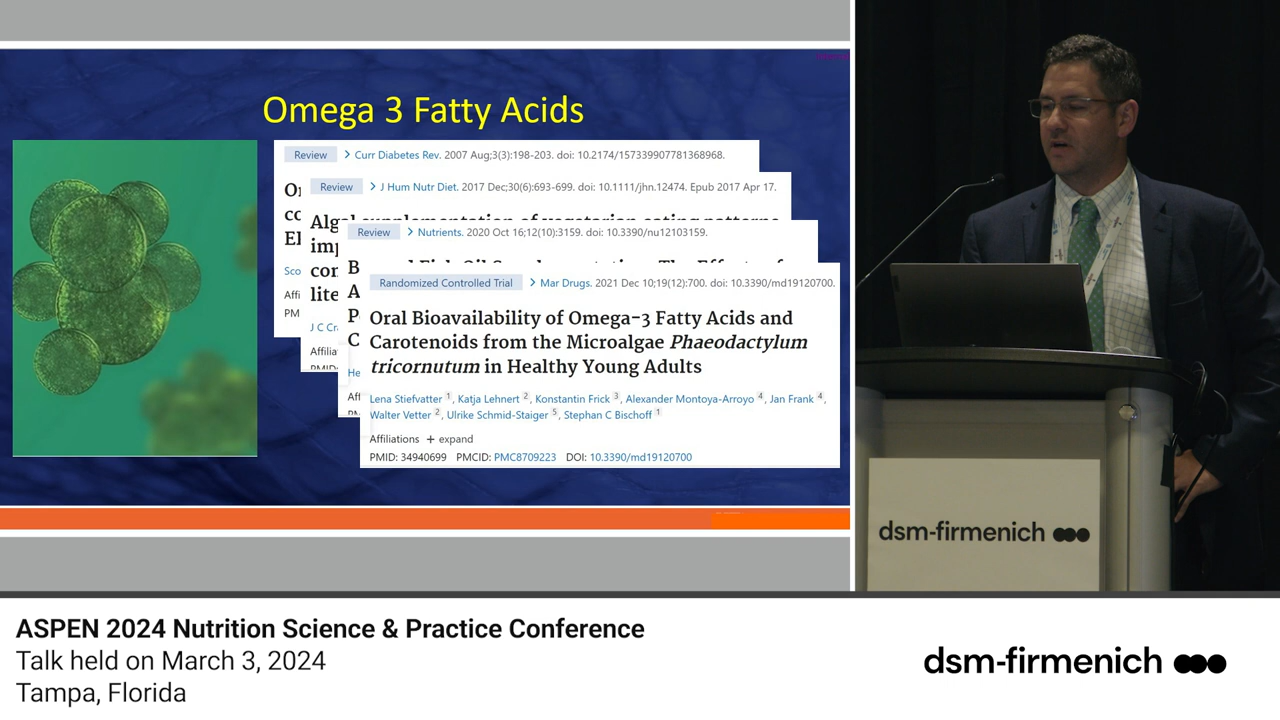 Omega 3 Fatty Acids
Review > Curr Diabetes Rev. 2007 Aug;3(3):198-203. doi: 10.2174/157339907781368968.
Review > J Hum Nutr Diet. 2017 Dec;30(6):693-699. doi: 10.1111/jhn.12474. Epub 2017 Apr 17.
Review > Nutrients. 2020 Oct 16;12(10):3159. doi: 10.3390/nu12103159.
Randomized Controlled Trial > Mar Drugs. 2021 Dec 10;19(12):700. doi: 10.3390/md19120700.
Oral Bioavailability of Omega-3 Fatty Acids and
Carotenoids from the Microalgae Phaeodactylum
tricornutum in Healthy Young Adults
Lena Stiefvatter 1, Katja Lehnert 2, Konstantin Frick 3, Alexander Montoya-Arroyo 4, Jan Frank 4,
Walter Vetter 2, Ulrike Schmid-Staiger 5, Stephan C Bischoff 1
Affiliations + expand
PMID: 34940699 PMCID: PMC8709223 DOI: 10.3390/md19120700
dsm-firmenich
ASPEN 2024 Nutrition Science & Practice Conference
Talk held on March 3, 2024
Tampa, Florida
dsm-firmenich